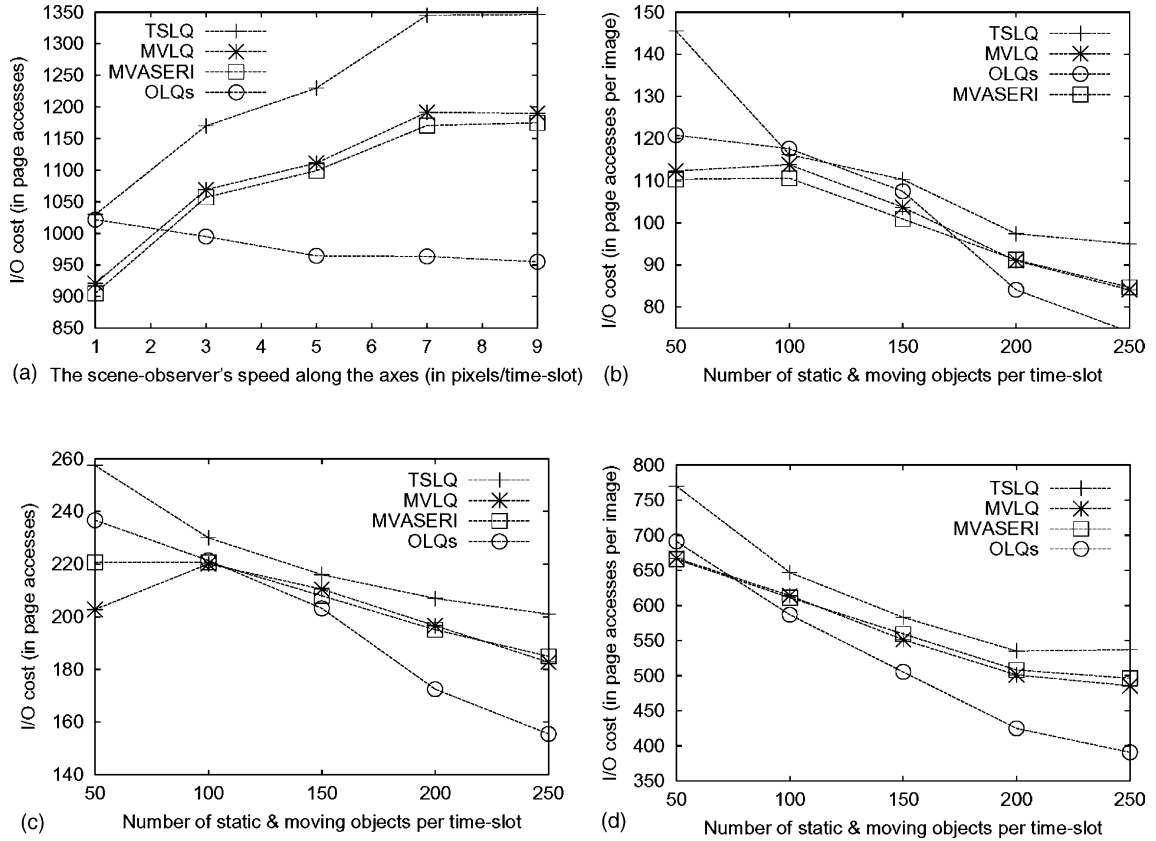 1350
1300
1250
1200
1150
1100
1050
1000
950
900
850
I/O cost (in page accesses)
TSLQ
MVLQ
MVASERI
OLQs
1 2 3 4 5 6 7 8 9
(a) The scene-observer's speed along the axes (in pixels/time-slot)
150
140
130
120
110
100
90
80
I/O cost (in page accesses per image)
TSLQ
MVLQ
OLQs
MVASERI
50 100 150 200 250
(b) Number of static & moving objects per time-slot
260
240
220
200
180
160
140
I/O cost (in page accesses)
TSLQ
MVLQ
MVASERI
OLQs
50 100 150 200 250
(c) Number of static & moving objects per time-slot
800
750
700
650
600
550
500
450
400
350
I/O cost (in page accesses per image)
TSLQ
MVLQ
MVASERI
OLQs
50 100 150 200 250
(d) Number of static & moving objects per time-slot